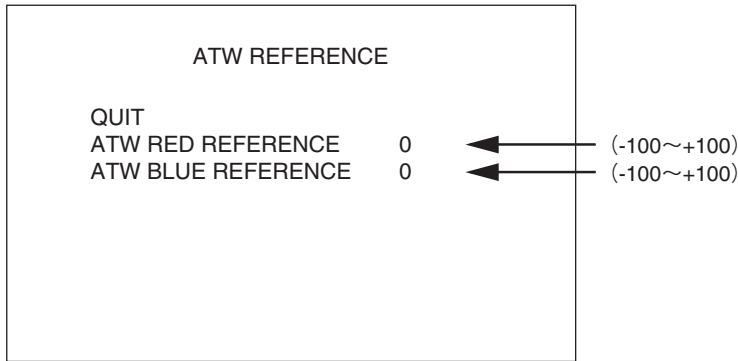 ATW REFERENCE
QUIT
ATW RED REFERENCE 0 （-100～+100）
ATW BLUE REFERENCE 0 （-100～+100）